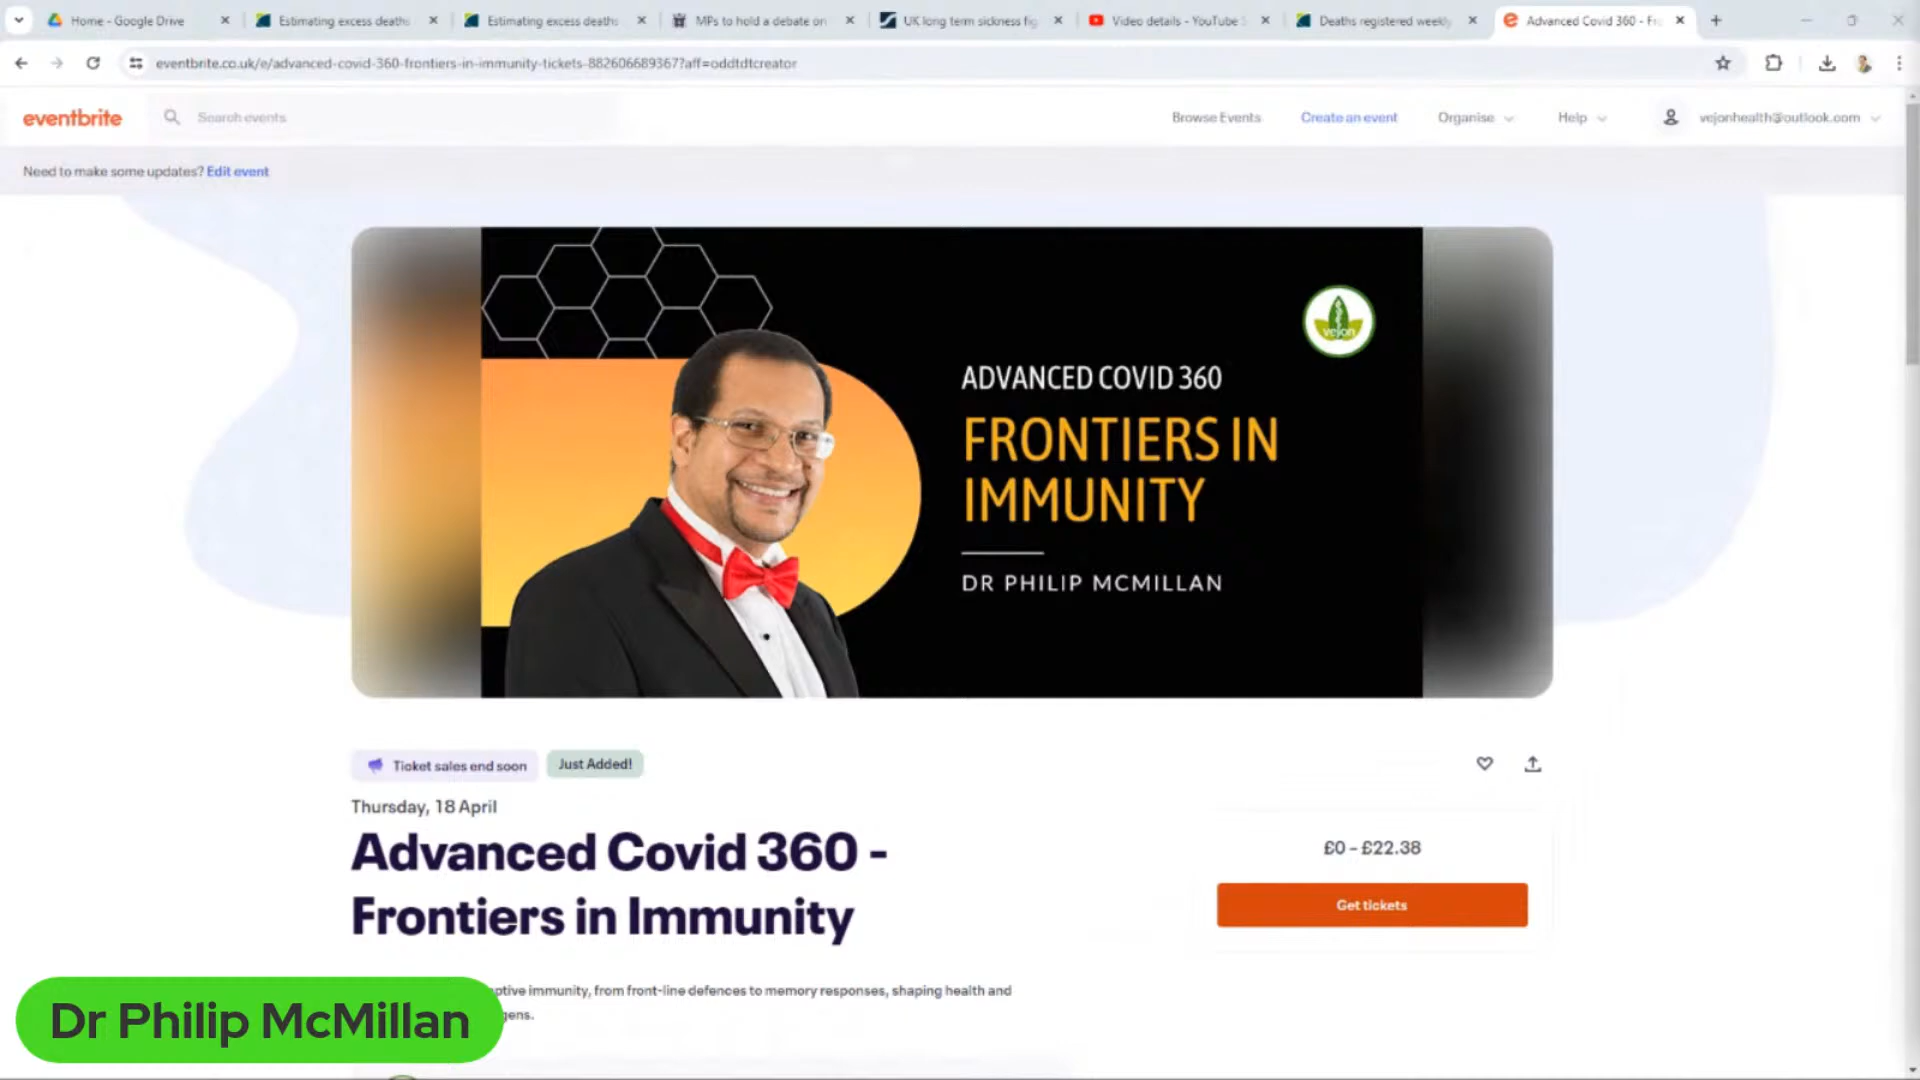 Home - Google Drive
Estimating excess deaths
Estimating excess deaths
MPs to hold a debate on
UK long term sickness fig
Video details - YouTube S
Deaths registered weekly
Advanced Covid 360 - Fro
eventbrite.co.uk/e/advanced-covid-360-frontiers-in-immunity-tickets-882606689367?aff=oddtdtcreator
eventbrite
Search events
Browse Events
Create an event
Organise
Help
vejonhealth@outlook.com
Need to make some updates? Edit event
vejon
ADVANCED COVID 360
FRONTIERS IN
IMMUNITY
DR PHILIP MCMILLAN
Ticket sales end soon
Just Added!
Thursday, 18 April
Advanced Covid 360 -
Frontiers in Immunity
£0 - £22.38
Get tickets
immunity, from front-line defences to memory responses, shaping health and
Dr Philip McMillan